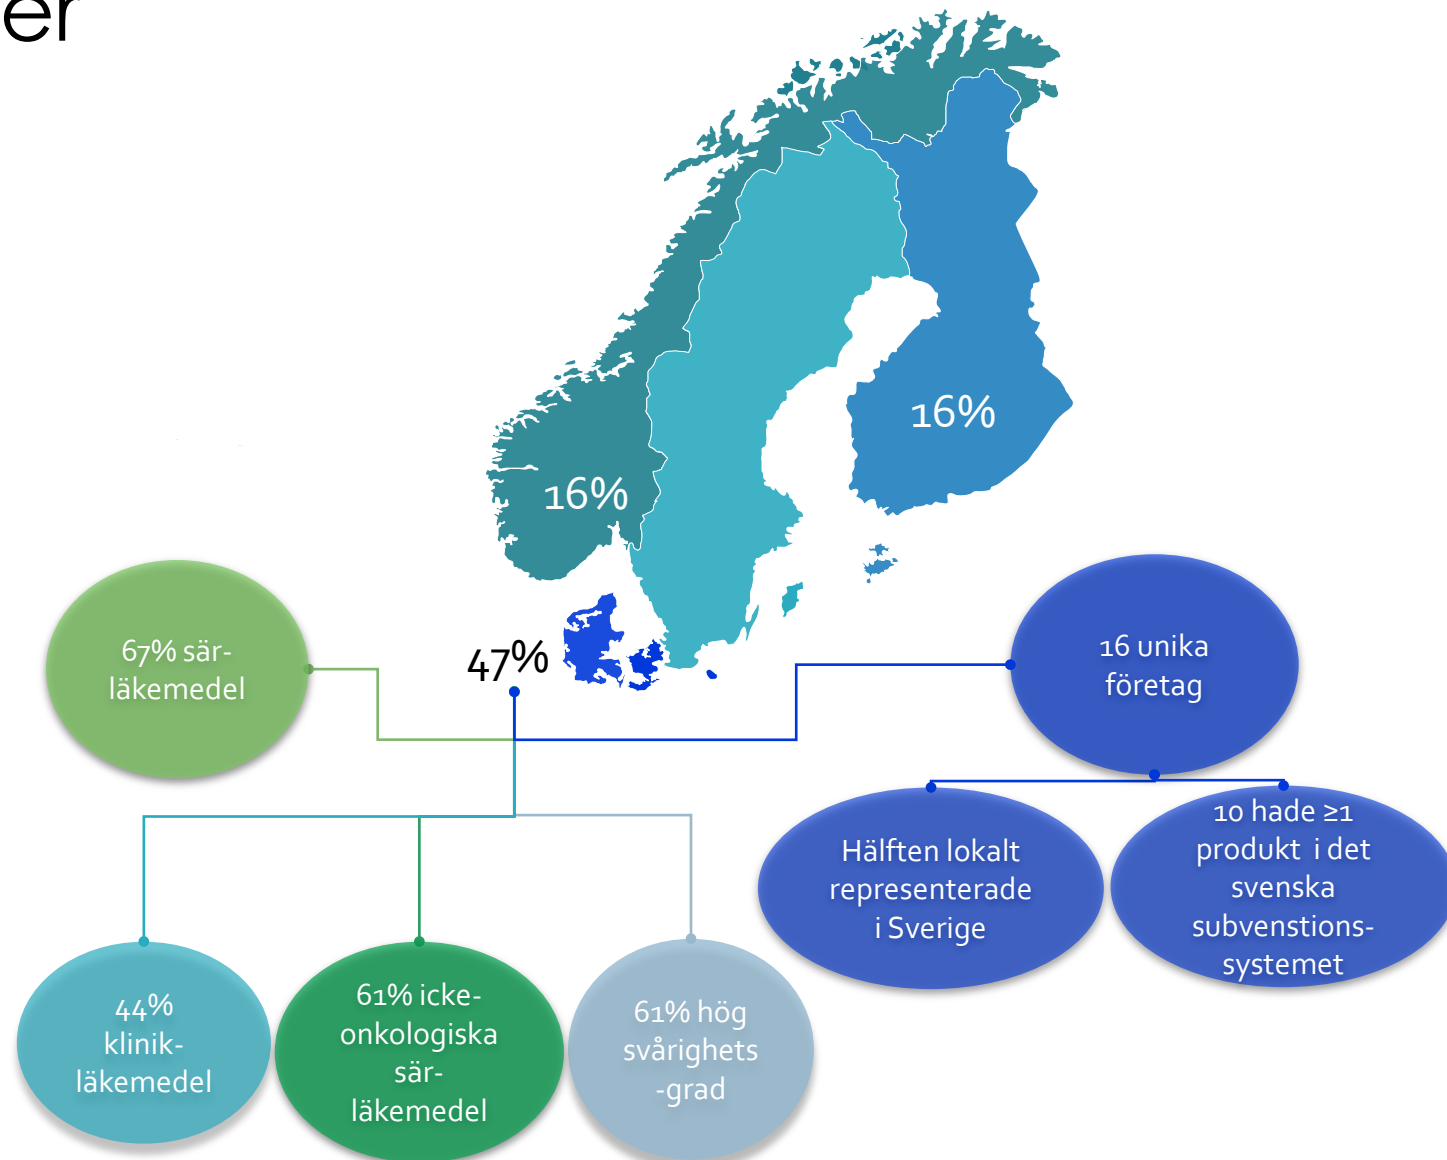 er
16%
16%
47%
67% sär-
läkemedel
16 unika
företag
Hälften lokalt
representerade
i Sverige
10 hade ≥1
produkt i det
svenska
subvenstions-
systemet
44%
klinik-
läkemedel
61% icke-
onkologiska
sär-
läkemedel
61% hög
svårighets
-grad